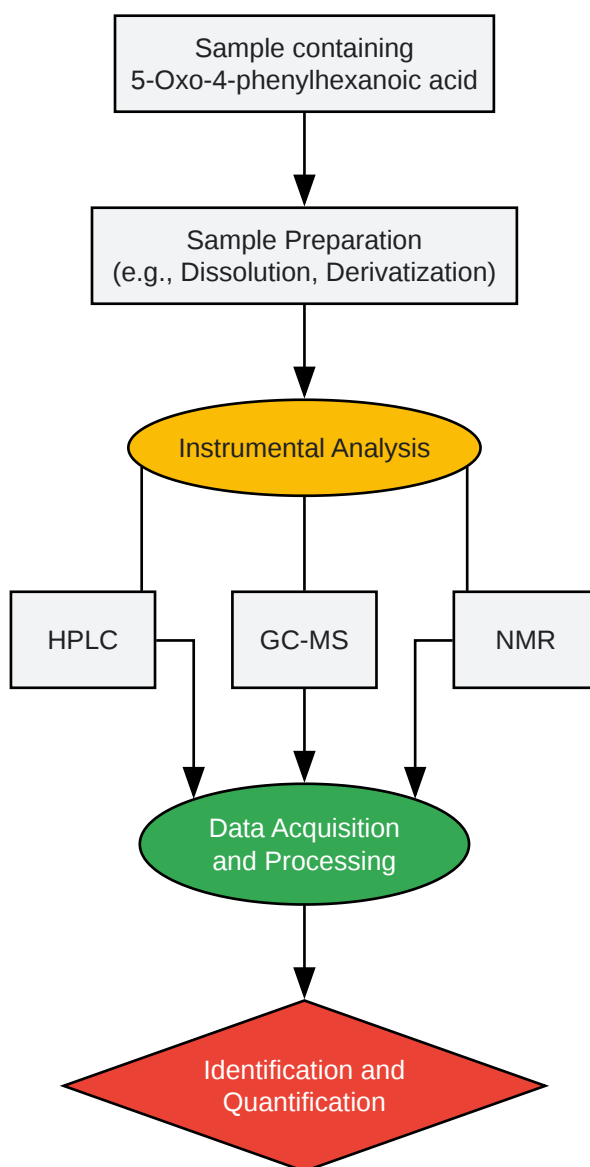 Sample containing
5-Oxo-4-phenylhexanoic acid
Sample Preparation
(e.g., Dissolution, Derivatization)
Instrumental Analysis
HPLC
GC-MS
NMR
Data Acquisition
and Processing
Identification and
Quantification